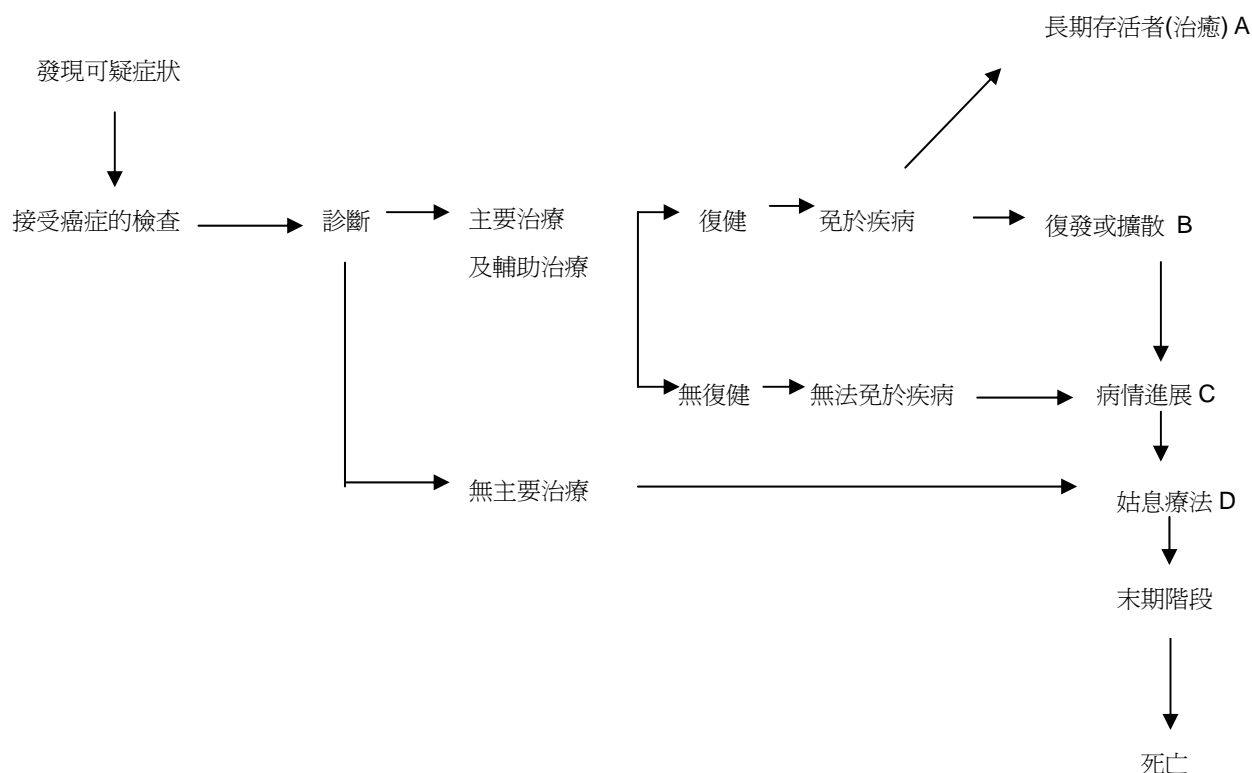 長期存活者(治癒) A
發現可疑症狀
接受癌症的檢查
診斷
主要治療
及輔助治療
復健
免於疾病
復發或擴散 B
無復健
無法免於疾病
病情進展 C
無主要治療
姑息療法 D
末期階段
死亡